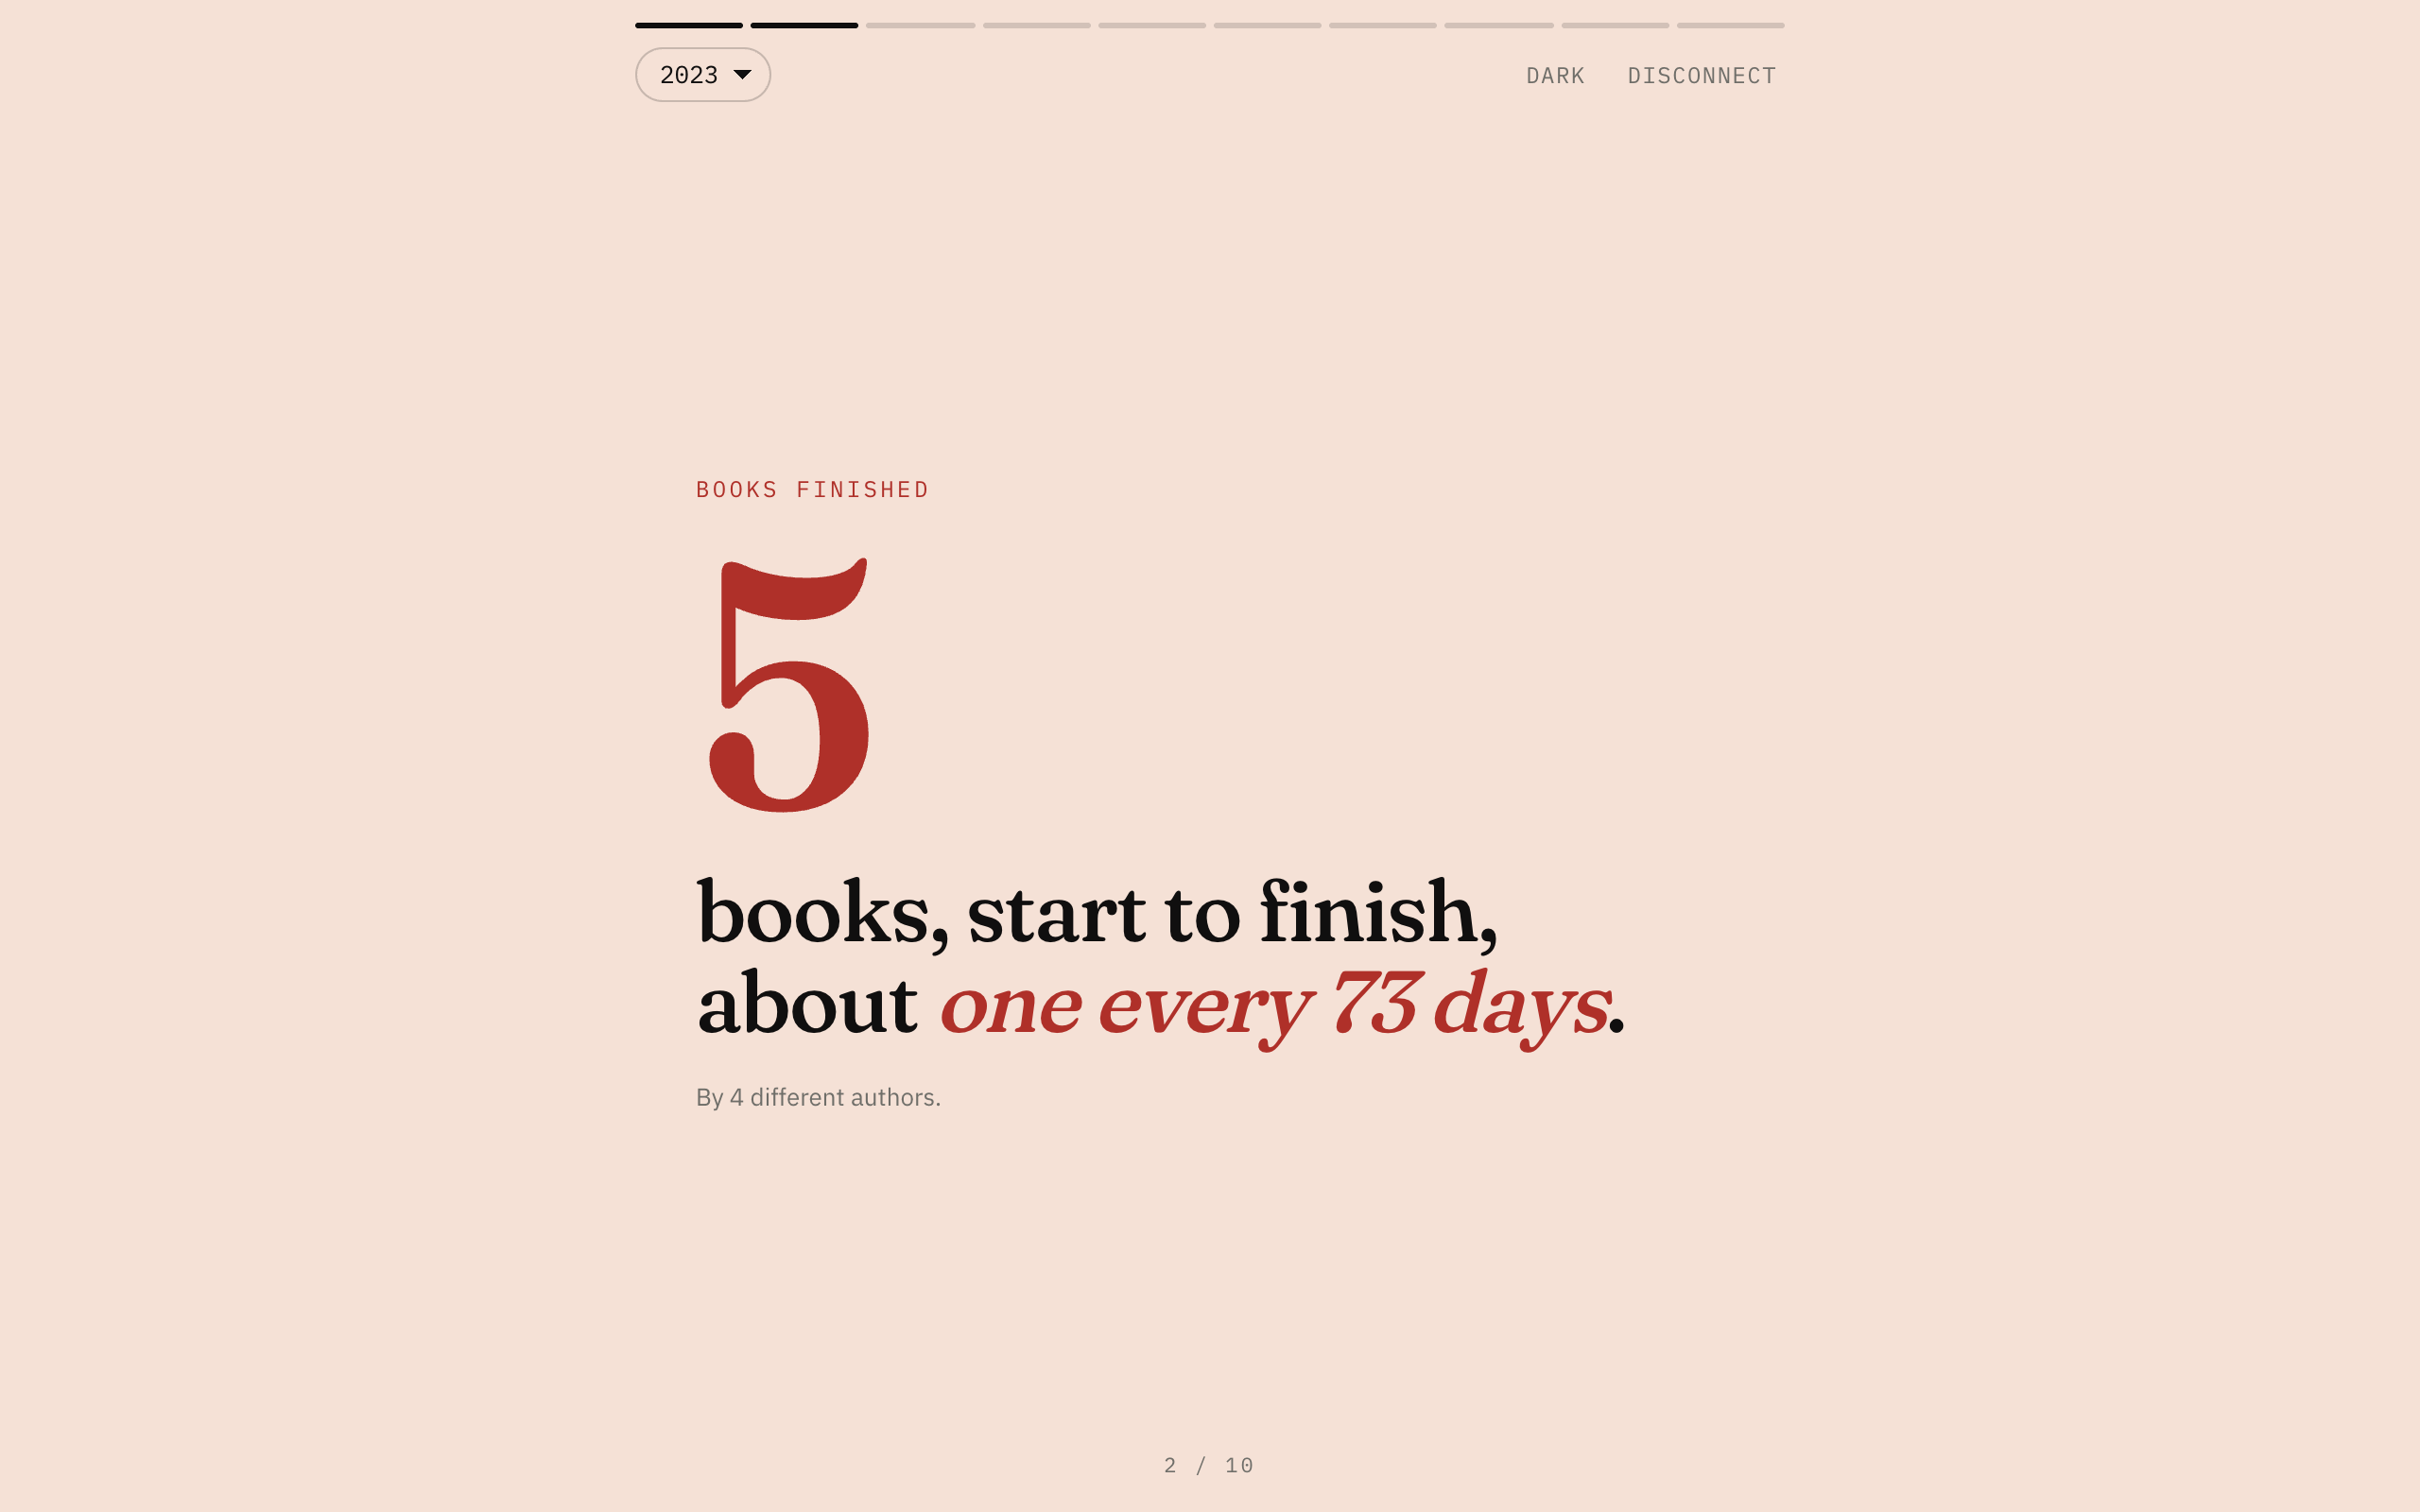 2023
DARK DISCONNECT
BOOKS FINISHED
5
books, start to finish,
about one every 73 days.
By 4 different authors.
2 / 10